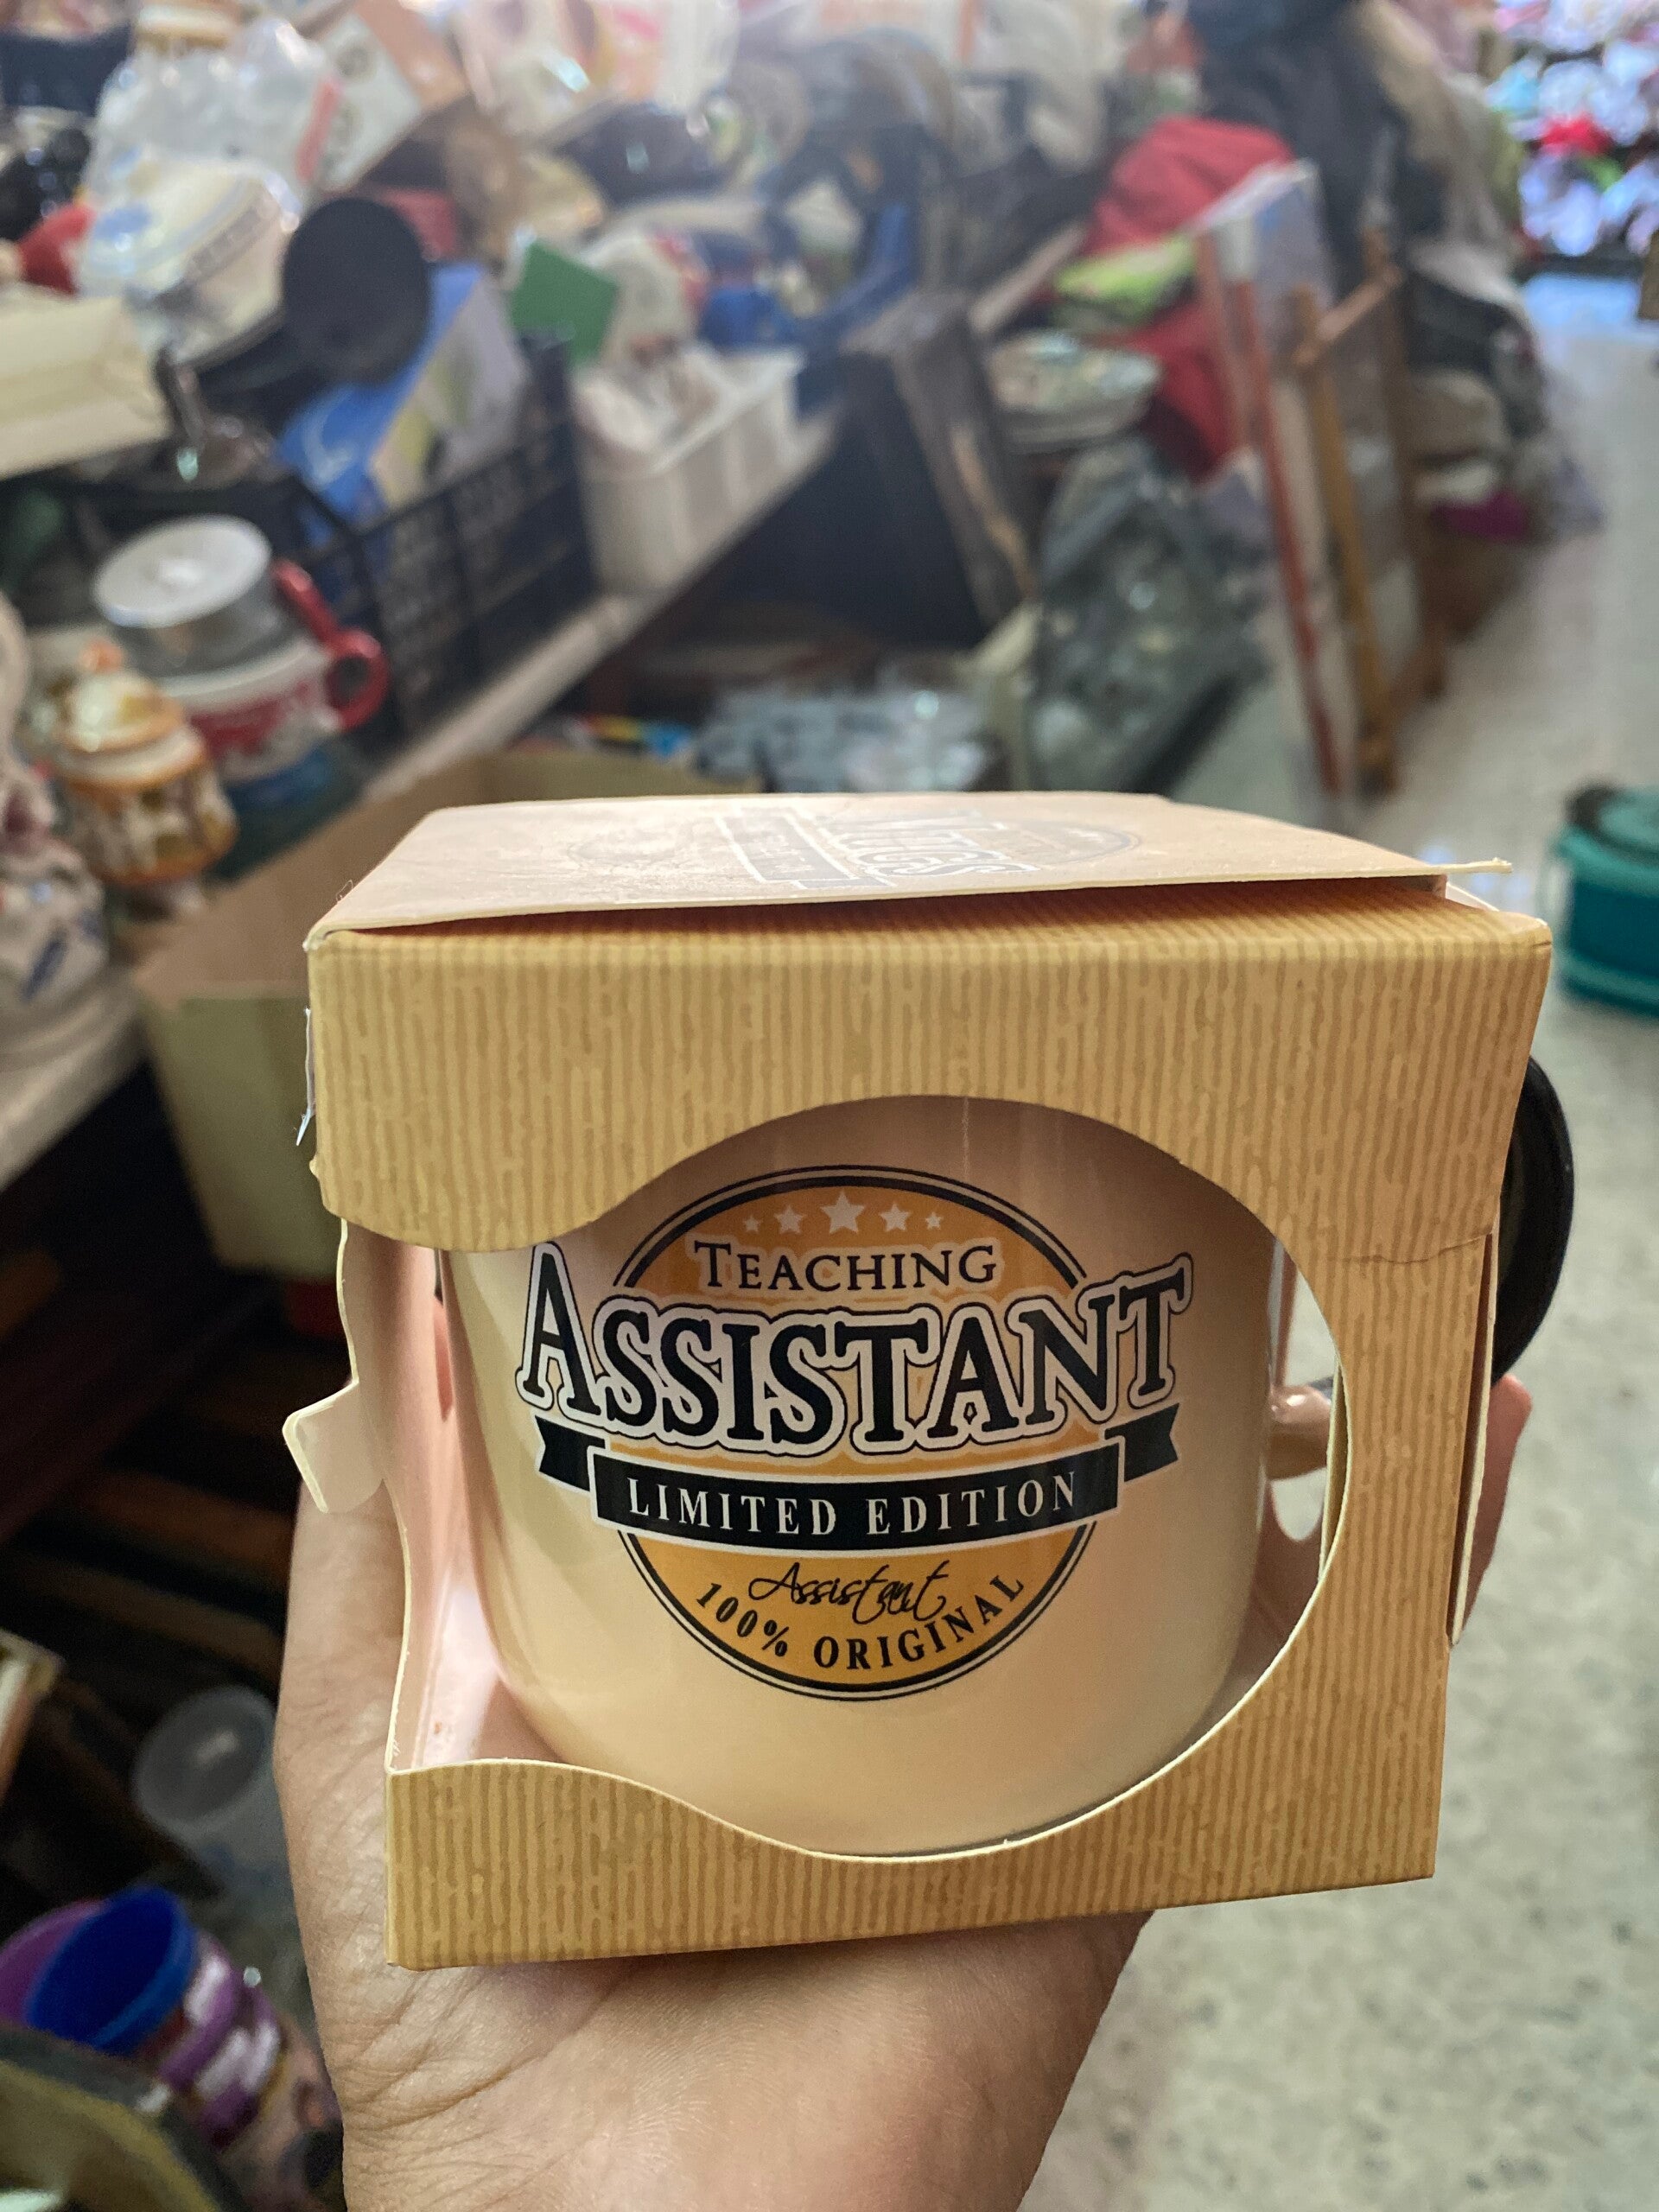 TEACHING
ASSISTANT
LIMITED EDITION
Assistant
100% ORIGINAL